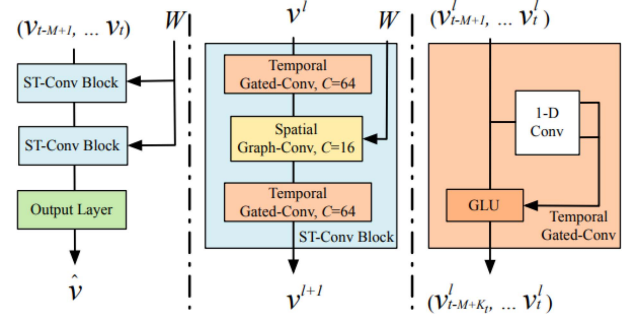 (v_{t-M+1}, ... v_t)
W
ST-Conv Block
ST-Conv Block
Output Layer
v̂
v^l
W
Temporal
Gated-Conv, C=64
Spatial
Graph-Conv, C=16
Temporal
Gated-Conv, C=64
ST-Conv Block
v^{l+1}
(v^l_{t-M+1}, ... v^l_t)
1-D
Conv
GLU
Temporal
Gated-Conv
(v^l_{t-M+K_t}, ... v^l_t)